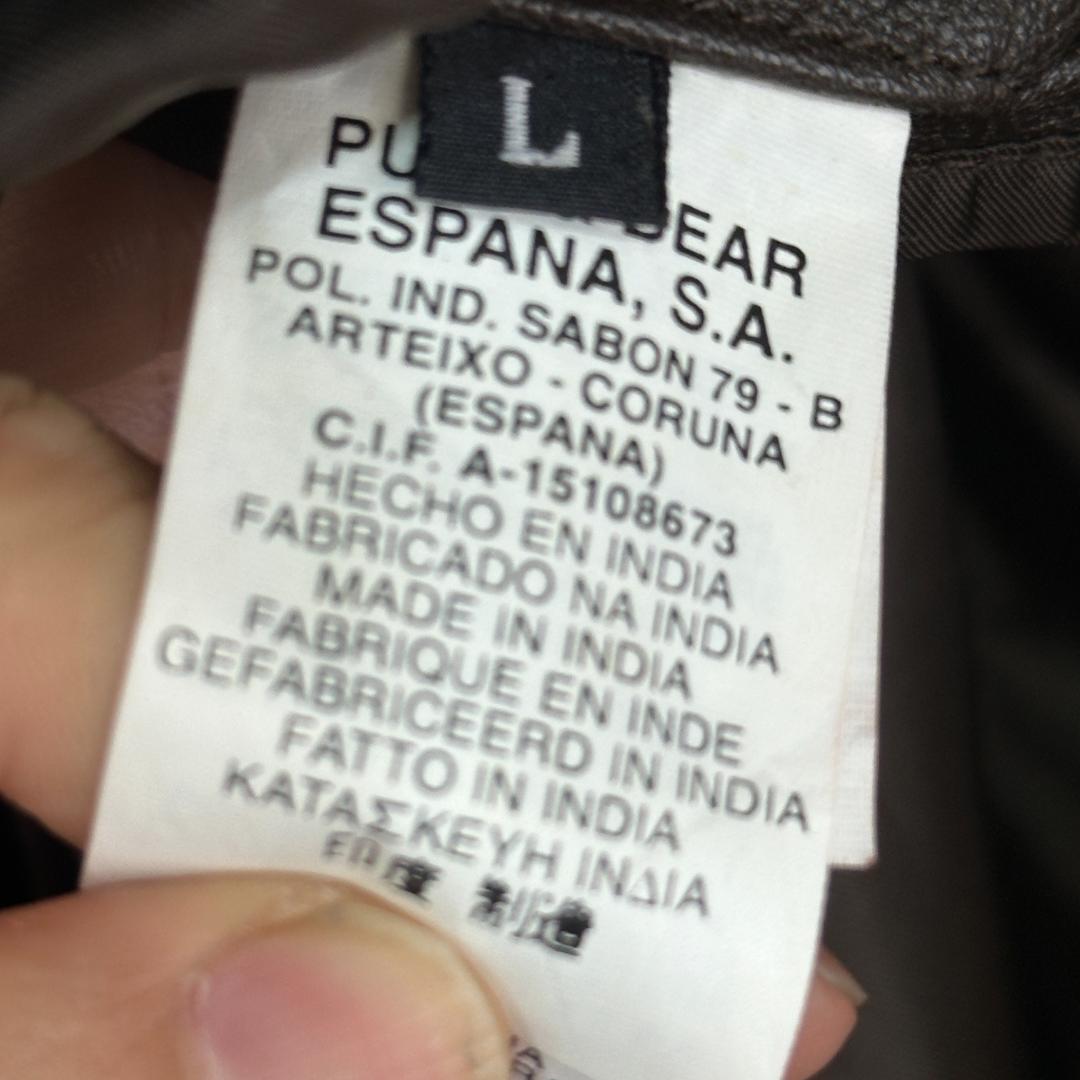 L
ESPANA, S.A.
POL. IND. SABON 79 - B
ARTEIXO - CORUNA
(ESPANA)
C.I.F. A-15108673
HECHO EN INDIA
FABRICADO NA INDIA
MADE IN INDIA
FABRIQUE EN INDE
GEFABRICEERD IN INDIA
FATTO IN INDIA
ΚΑΤΑΣΚΕΥΗ ΙΝΔΙΑ
印度 制造